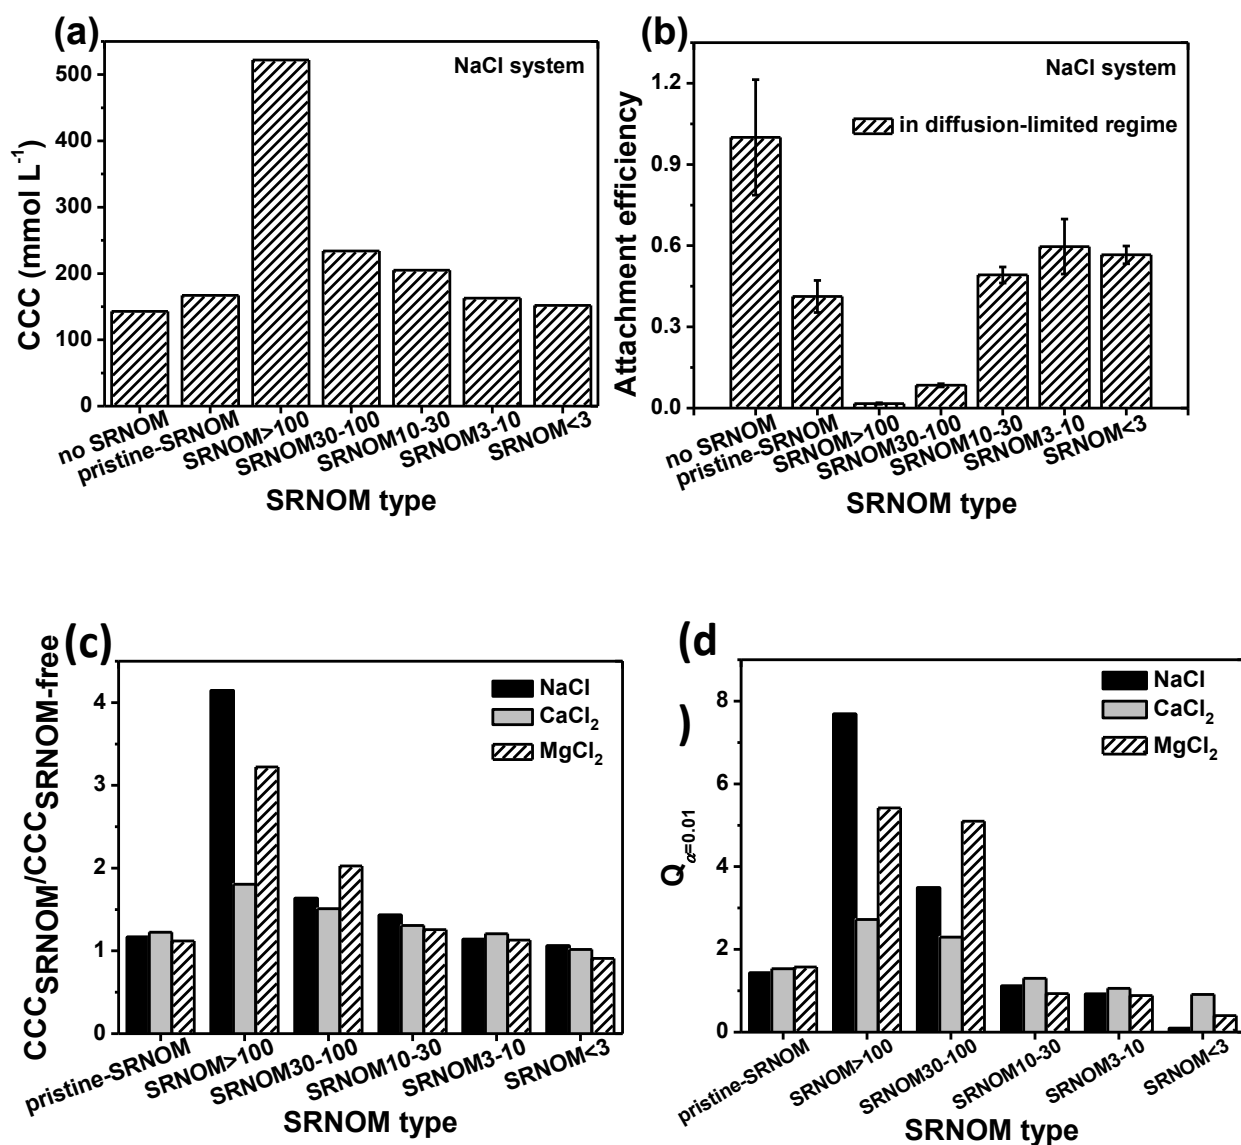 (a)
NaCl system
CCC (mmol L⁻¹)
500
400
300
200
100
0
no SRNOM
pristine-SRNOM
SRNOM>100
SRNOM30-100
SRNOM10-30
SRNOM3-10
SRNOM<3
SRNOM type
(b)
NaCl system
in diffusion-limited regime
Attachment efficiency
1.2
0.9
0.6
0.3
0.0
no SRNOM
pristine-SRNOM
SRNOM>100
SRNOM30-100
SRNOM10-30
SRNOM3-10
SRNOM<3
SRNOM type
(c)
CCC_SRNOM/CCC_SRNOM-free
4
3
2
1
0
NaCl
CaCl₂
MgCl₂
pristine-SRNOM
SRNOM>100
SRNOM30-100
SRNOM10-30
SRNOM3-10
SRNOM<3
SRNOM type
(d
)
Q_α=0.01
8
6
4
2
0
NaCl
CaCl₂
MgCl₂
pristine-SRNOM
SRNOM>100
SRNOM30-100
SRNOM10-30
SRNOM3-10
SRNOM<3
SRNOM type